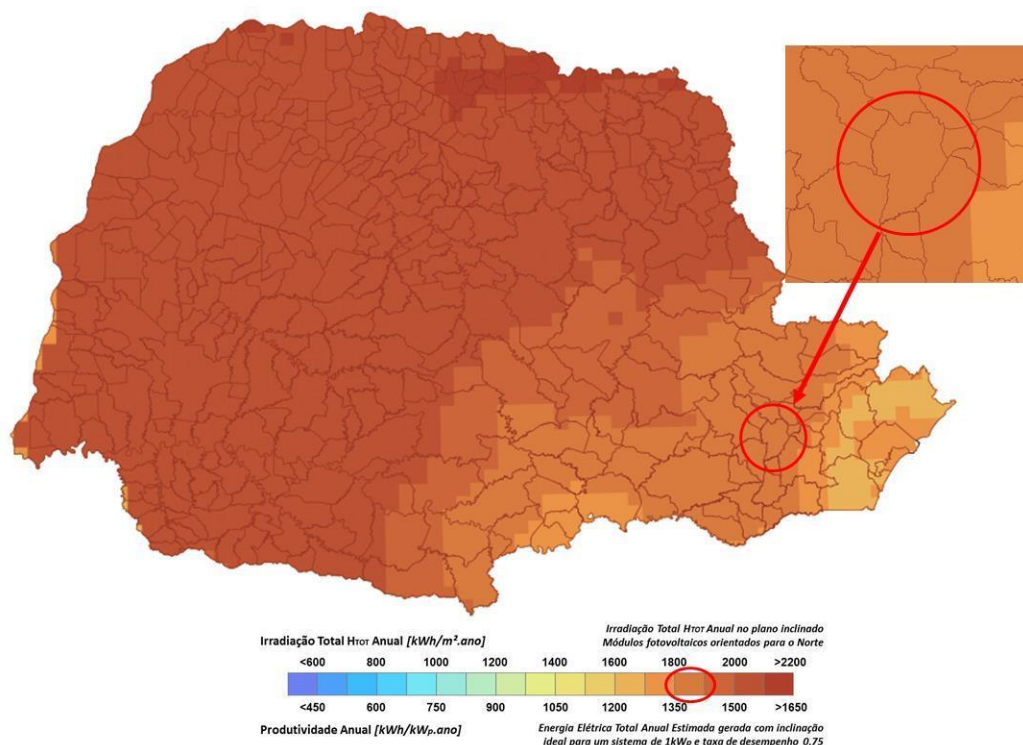 Irradiação Total HTOT Anual [kWh/m².ano]
Irradiação Total HTOT Anual no plano inclinado
Módulos fotovoltaicos orientados para o Norte
<600 800 1000 1200 1400 1600 1800 2000 >2200
<450 600 750 900 1050 1200 1350 1500 >1650
Produtividade Anual [kWh/kWp.ano]
Energia Elétrica Total Anual Estimada gerada com inclinação
ideal para um sistema de 1kWp e taxa de desempenho 0,75